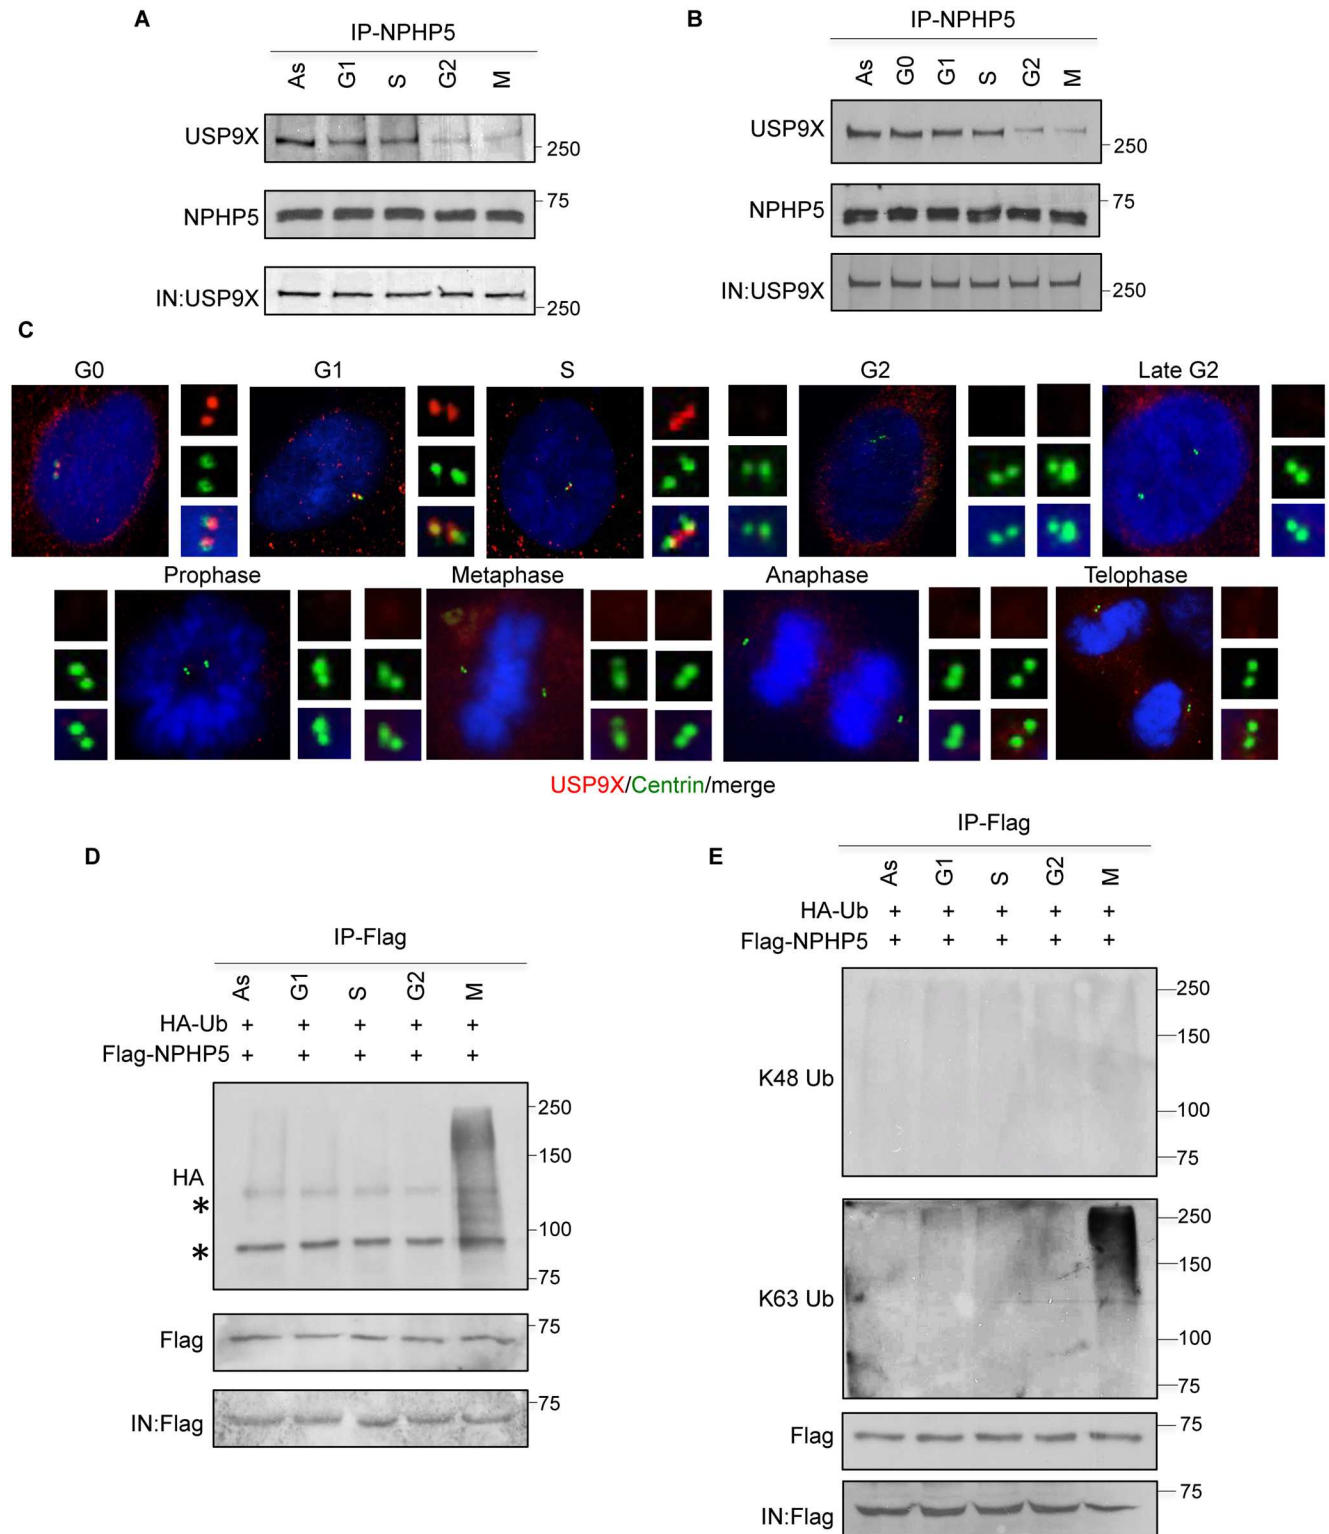 A
IP-NPHP5
As G1 S G2 M
USP9X
250
NPHP5
75
IN:USP9X
250
B
IP-NPHP5
As G0 G1 S G2 M
USP9X
250
NPHP5
75
IN:USP9X
250
C
G0 G1 S G2 Late G2
Prophase Metaphase Anaphase Telophase
USP9X/Centrin/merge
D
IP-Flag
As G1 S G2 M
HA-Ub + + + + +
Flag-NPHP5 + + + + +
250
150
HA
*
100
*
75
Flag
75
IN:Flag
75
E
IP-Flag
As G1 S G2 M
HA-Ub + + + + +
Flag-NPHP5 + + + + +
250
150
K48 Ub
100
75
250
150
K63 Ub
100
75
Flag
75
IN:Flag
75